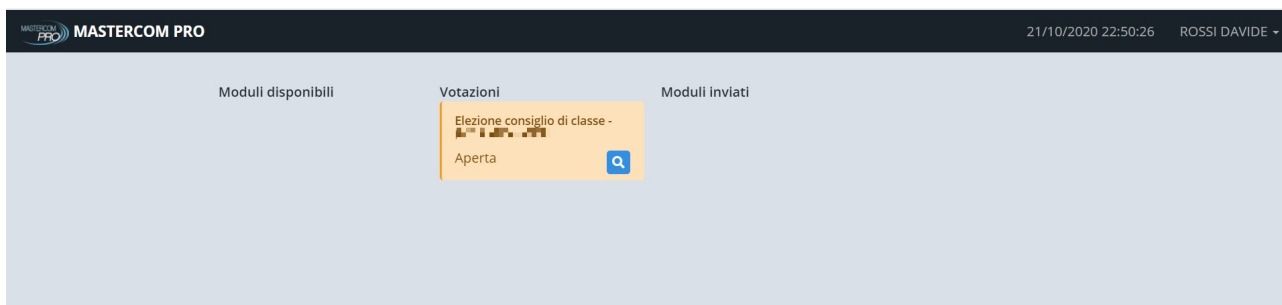 MASTERCOM PRO MASTERCOM PRO
21/10/2020 22:50:26 ROSSI DAVIDE
Moduli disponibili
Votazioni
Moduli inviati
Elezione consiglio di classe -
Aperta